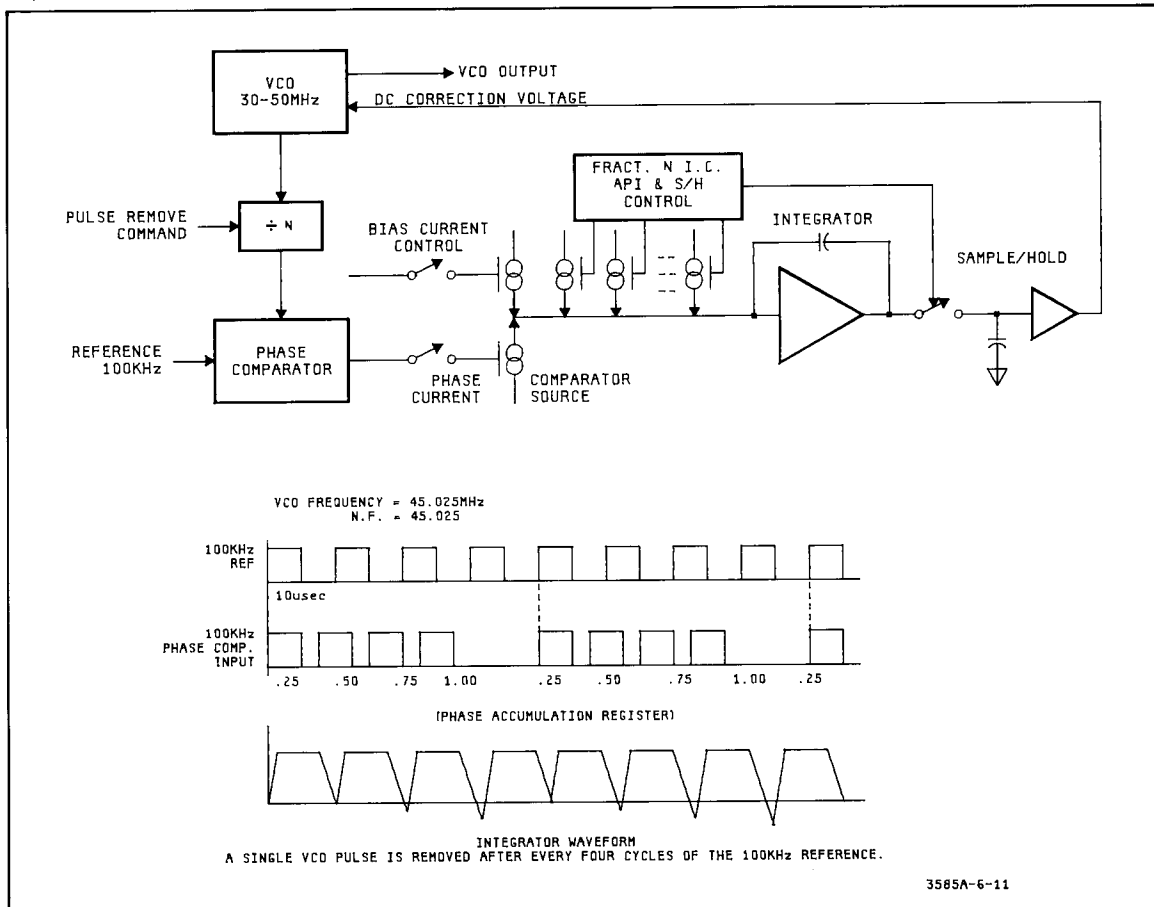 VCO
30-50MHz
VCO OUTPUT
DC CORRECTION VOLTAGE
PULSE REMOVE
COMMAND
÷ N
BIAS CURRENT
CONTROL
FRACT. N I.C.
API & S/H
CONTROL
INTEGRATOR
SAMPLE/HOLD
REFERENCE
100KHz
PHASE
COMPARATOR
PHASE
CURRENT
COMPARATOR
SOURCE
VCO FREQUENCY = 45.025MHz
N.F. = 45.025
100KHz
REF
10usec
100KHz
PHASE COMP.
INPUT
.25 .50 .75 1.00 .25 .50 .75 1.00 .25
(PHASE ACCUMULATION REGISTER)
INTEGRATOR WAVEFORM
A SINGLE VCO PULSE IS REMOVED AFTER EVERY FOUR CYCLES OF THE 100KHz REFERENCE.
3585A-6-11